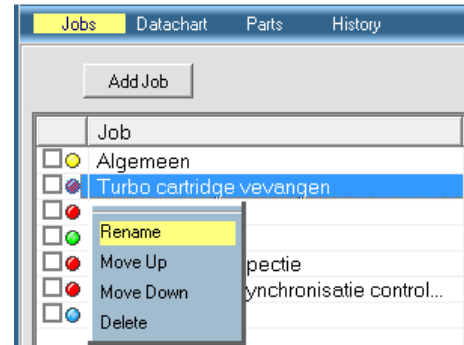 Jobs Datachart Parts History
Add Job
Job
Algemeen
Turbo cartridge vevangen
Rename
Move Up pectie
Move Down ynchronisatie control...
Delete